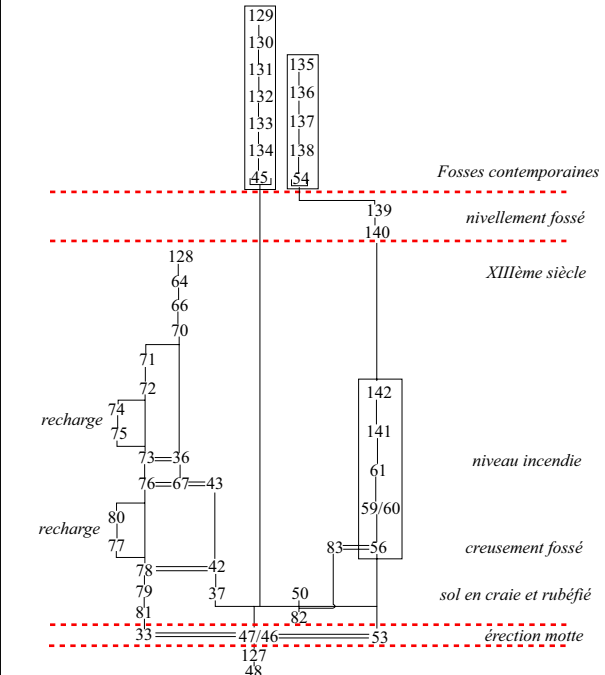 129
130
135
131
136
132
137
133
138
134
Fosses contemporaines
45
54
139
nivellement fossé
140
128
XIIIème siècle
64
66
70
71
72
142
74
recharge
75
141
73 36
niveau incendie
61
76 67 43
59/60
80
recharge
77
83 56
creusement fossé
78 42
79 37 50
sol en craie et rubéfié
81 82
33 47/46 53
érection motte
127
48